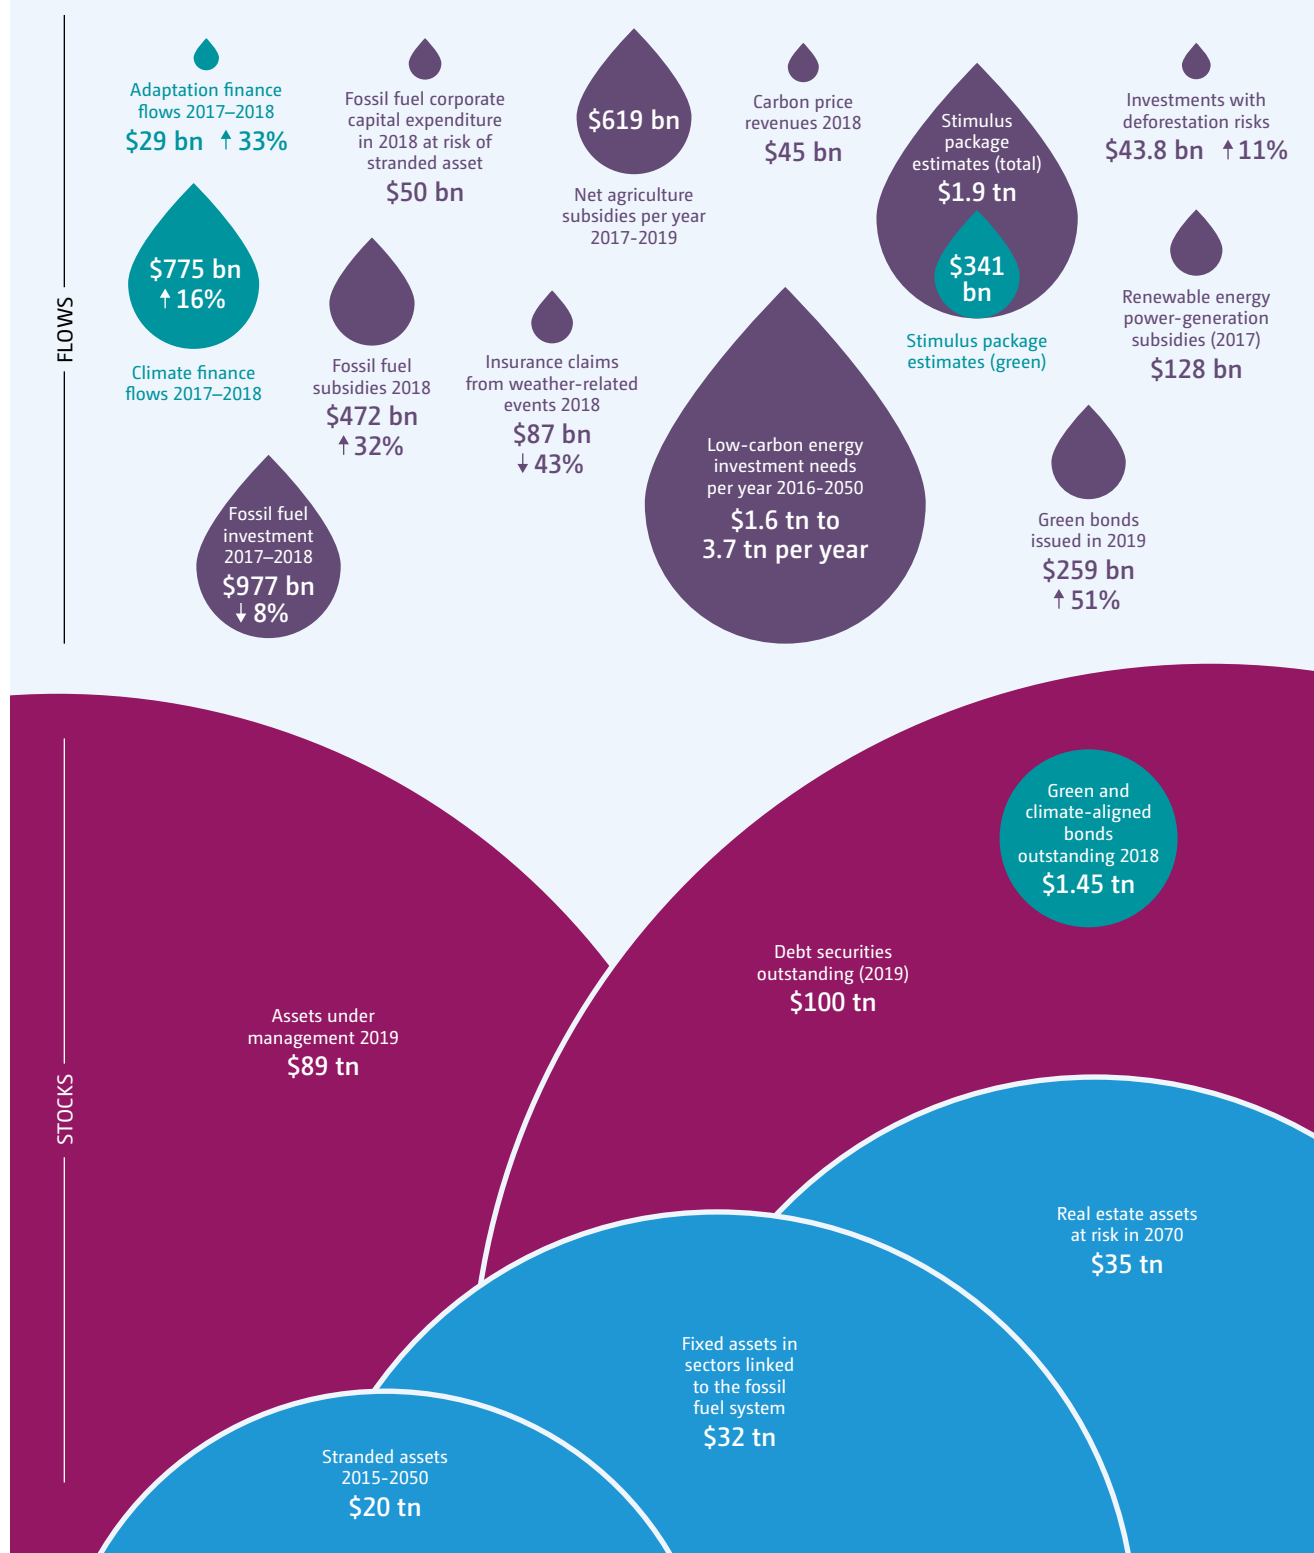 FLOWS
Adaptation finance
flows 2017–2018
$29 bn ↑ 33%
Fossil fuel corporate
capital expenditure
in 2018 at risk of
stranded asset
$50 bn
$619 bn
Net agriculture
subsidies per year
2017-2019
Carbon price
revenues 2018
$45 bn
Stimulus
package
estimates (total)
$1.9 tn
$341
bn
Stimulus package
estimates (green)
Investments with
deforestation risks
$43.8 bn ↑ 11%
$775 bn
↑ 16%
Climate finance
flows 2017–2018
Fossil fuel
subsidies 2018
$472 bn
↑ 32%
Insurance claims
from weather-related
events 2018
$87 bn
↓ 43%
Renewable energy
power-generation
subsidies (2017)
$128 bn
Fossil fuel
investment
2017–2018
$977 bn
↓ 8%
Low-carbon energy
investment needs
per year 2016-2050
$1.6 tn to
3.7 tn per year
Green bonds
issued in 2019
$259 bn
↑ 51%
STOCKS
Green and
climate-aligned
bonds
outstanding 2018
$1.45 tn
Debt securities
outstanding (2019)
$100 tn
Assets under
management 2019
$89 tn
Real estate assets
at risk in 2070
$35 tn
Fixed assets in
sectors linked
to the fossil
fuel system
$32 tn
Stranded assets
2015-2050
$20 tn